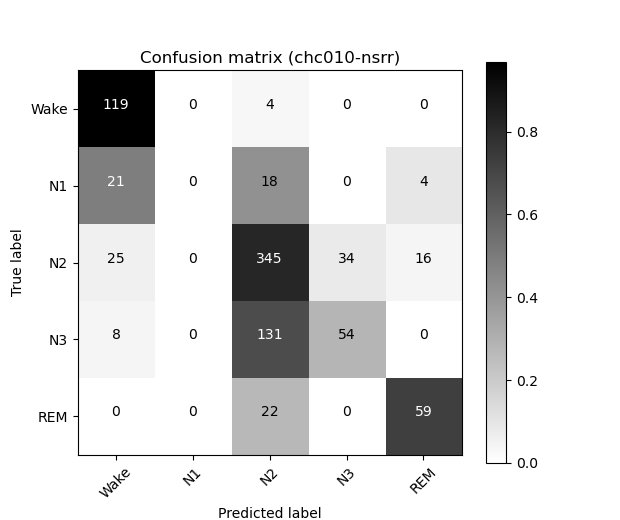 Confusion matrix (chc010-nsrr)
Wake 119 0 4 0 0
N1 21 0 18 0 4
N2 25 0 345 34 16
N3 8 0 131 54 0
REM 0 0 22 0 59
Wake N1 N2 N3 REM
Predicted label
True label
0.8
0.6
0.4
0.2
0.0